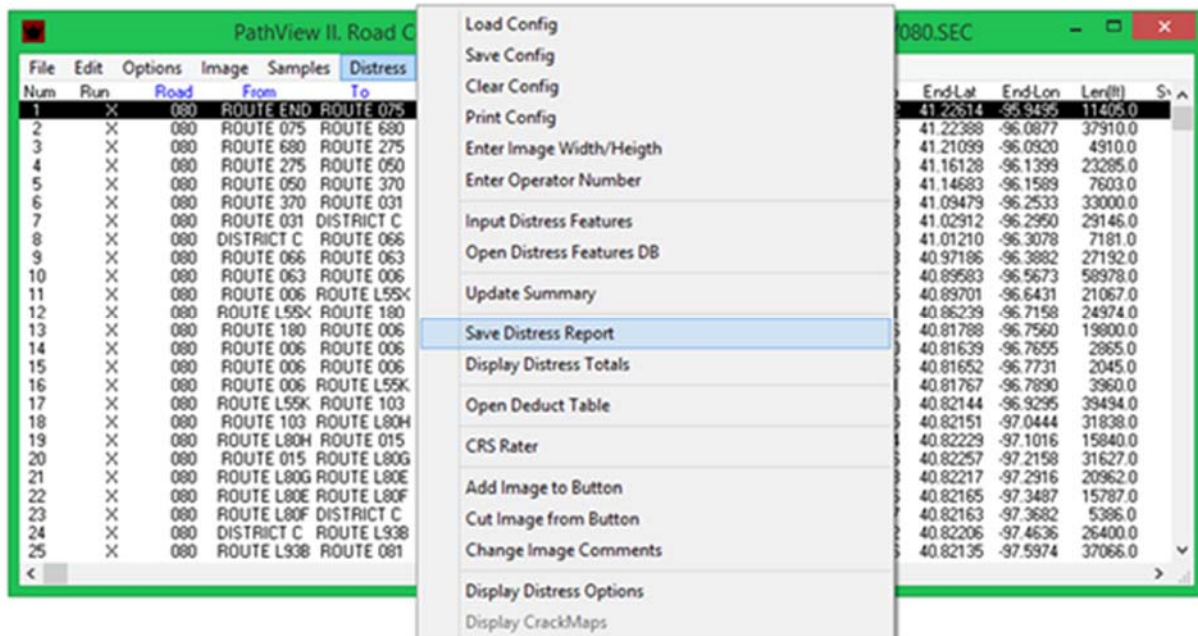 PathView II. Road C
080.SEC
File Edit Options Image Samples Distress
Num Run Road From To End-Lat End-Lon Len(ft)
1 X 080 ROUTE END ROUTE 075 41.22614 -95.9495 11405.0
2 X 080 ROUTE 075 ROUTE 680 41.22388 -96.0877 37910.0
3 X 080 ROUTE 680 ROUTE 275 41.21099 -96.0920 4910.0
4 X 080 ROUTE 275 ROUTE 050 41.16128 -96.1399 23285.0
5 X 080 ROUTE 050 ROUTE 370 41.14683 -96.1589 7603.0
6 X 080 ROUTE 370 ROUTE 031 41.09479 -96.2533 33000.0
7 X 080 ROUTE 031 DISTRICT C 41.02912 -96.2950 29146.0
8 X 080 DISTRICT C ROUTE 066 41.01210 -96.3078 7181.0
9 X 080 ROUTE 066 ROUTE 063 40.97186 -96.3882 27192.0
10 X 080 ROUTE 063 ROUTE 006 40.89583 -96.5673 58978.0
11 X 080 ROUTE 006 ROUTE L55X 40.89701 -96.6431 21067.0
12 X 080 ROUTE L55X ROUTE 180 40.86239 -96.7158 24974.0
13 X 080 ROUTE 180 ROUTE 006 40.81788 -96.7560 19800.0
14 X 080 ROUTE 006 ROUTE 006 40.81639 -96.7655 2865.0
15 X 080 ROUTE 006 ROUTE 006 40.81652 -96.7731 2045.0
16 X 080 ROUTE 006 ROUTE L55K 40.81767 -96.7890 3960.0
17 X 080 ROUTE L55K ROUTE 103 40.82144 -96.9295 39494.0
18 X 080 ROUTE 103 ROUTE L80H 40.82151 -97.0444 31838.0
19 X 080 ROUTE L80H ROUTE 015 40.82229 -97.1016 15840.0
20 X 080 ROUTE 015 ROUTE L80G 40.82257 -97.2158 31627.0
21 X 080 ROUTE L80G ROUTE L80E 40.82217 -97.2916 20962.0
22 X 080 ROUTE L80E ROUTE L80F 40.82165 -97.3487 15787.0
23 X 080 ROUTE L80F DISTRICT C 40.82163 -97.3682 5386.0
24 X 080 DISTRICT C ROUTE L93B 40.82206 -97.4636 26400.0
25 X 080 ROUTE L93B ROUTE 081 40.82135 -97.5974 37066.0
Load Config
Save Config
Clear Config
Print Config
Enter Image Width/Heigth
Enter Operator Number
Input Distress Features
Open Distress Features DB
Update Summary
Save Distress Report
Display Distress Totals
Open Deduct Table
CRS Rater
Add Image to Button
Cut Image from Button
Change Image Comments
Display Distress Options
Display CrackMaps